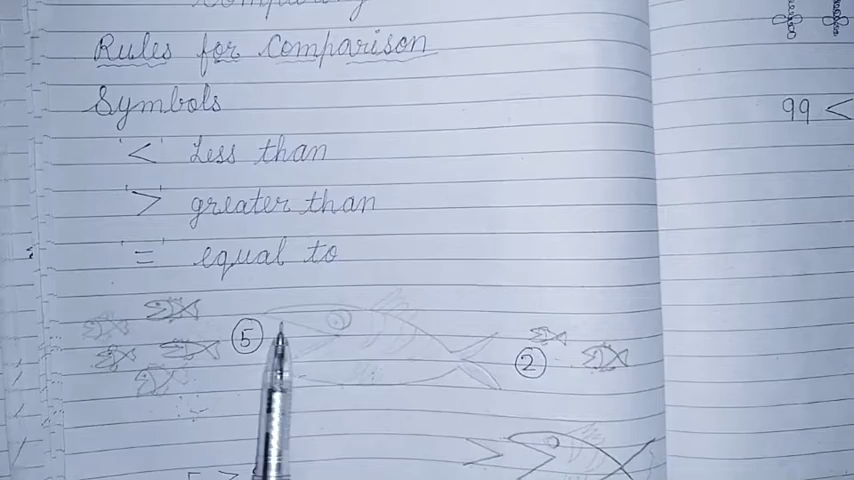 Rules for Comparison
Symbols
'<' Less than
'>' greater than
'=' equal to
5
2
99 <